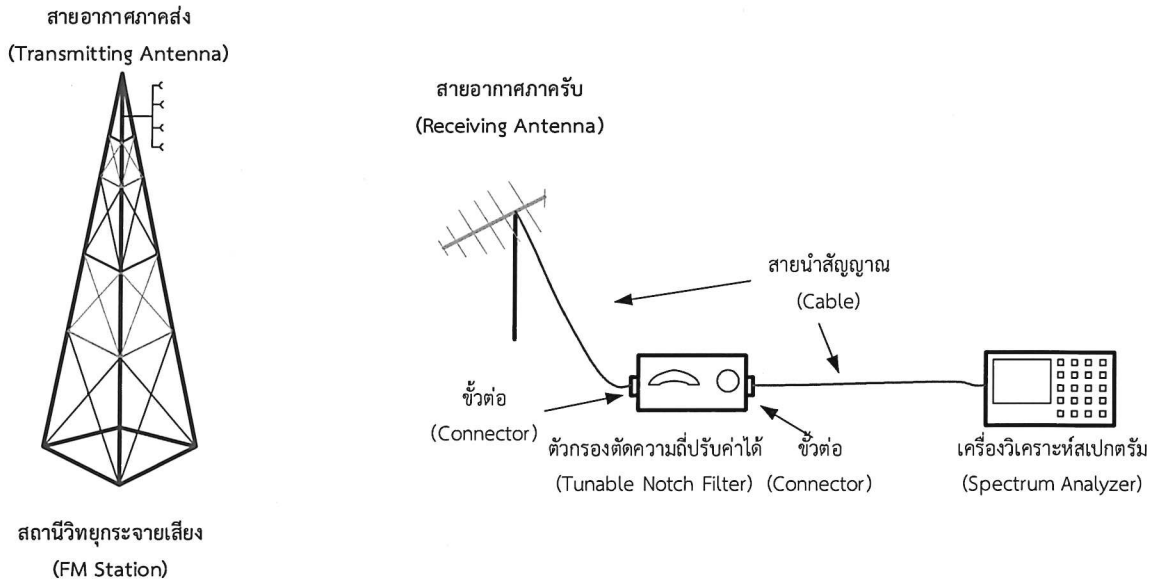 สายอากาศภาคส่ง
(Transmitting Antenna)
สายอากาศภาครับ
(Receiving Antenna)
สายนำสัญญาณ
(Cable)
ขั้วต่อ
(Connector)
ตัวกรองตัดความถี่ปรับค่าได้
(Tunable Notch Filter)
ขั้วต่อ
(Connector)
เครื่องวิเคราะห์สเปกตรัม
(Spectrum Analyzer)
สถานีวิทยุกระจายเสียง
(FM Station)